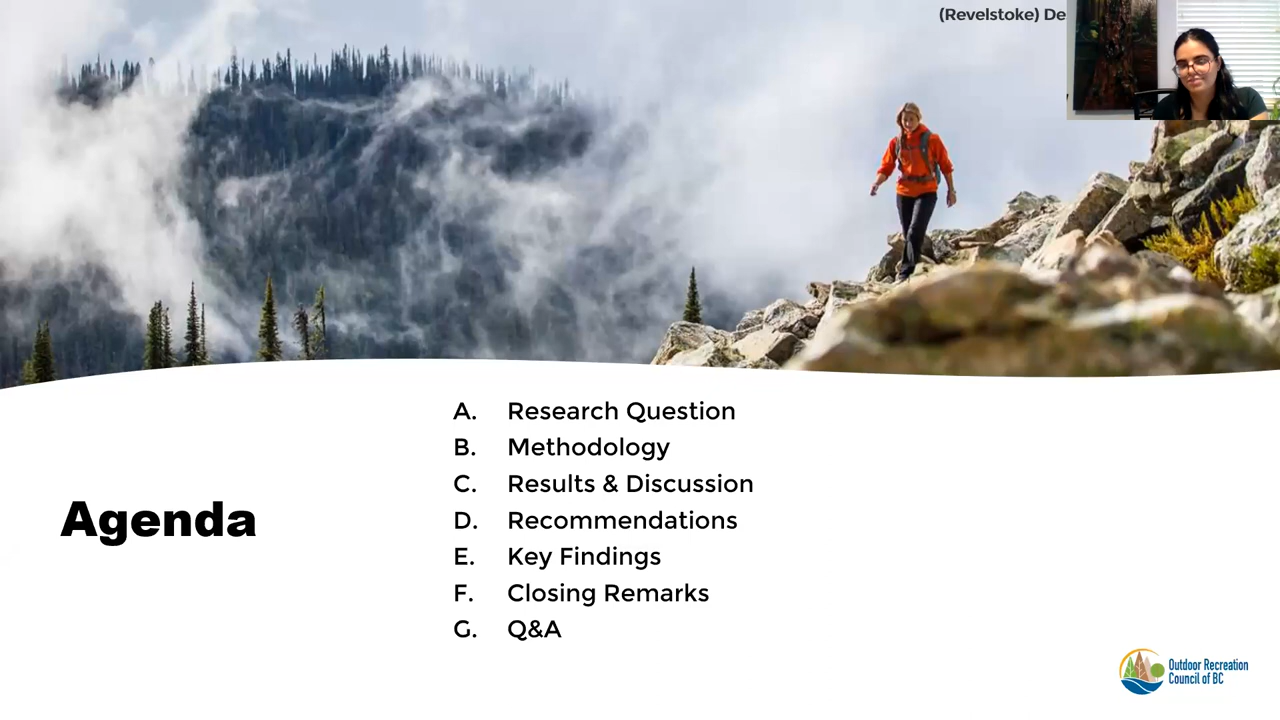 (Revelstoke) De
A. Research Question
B. Methodology
C. Results & Discussion
Agenda
D. Recommendations
E. Key Findings
F. Closing Remarks
G. Q&A
Outdoor Recreation
Council of BC